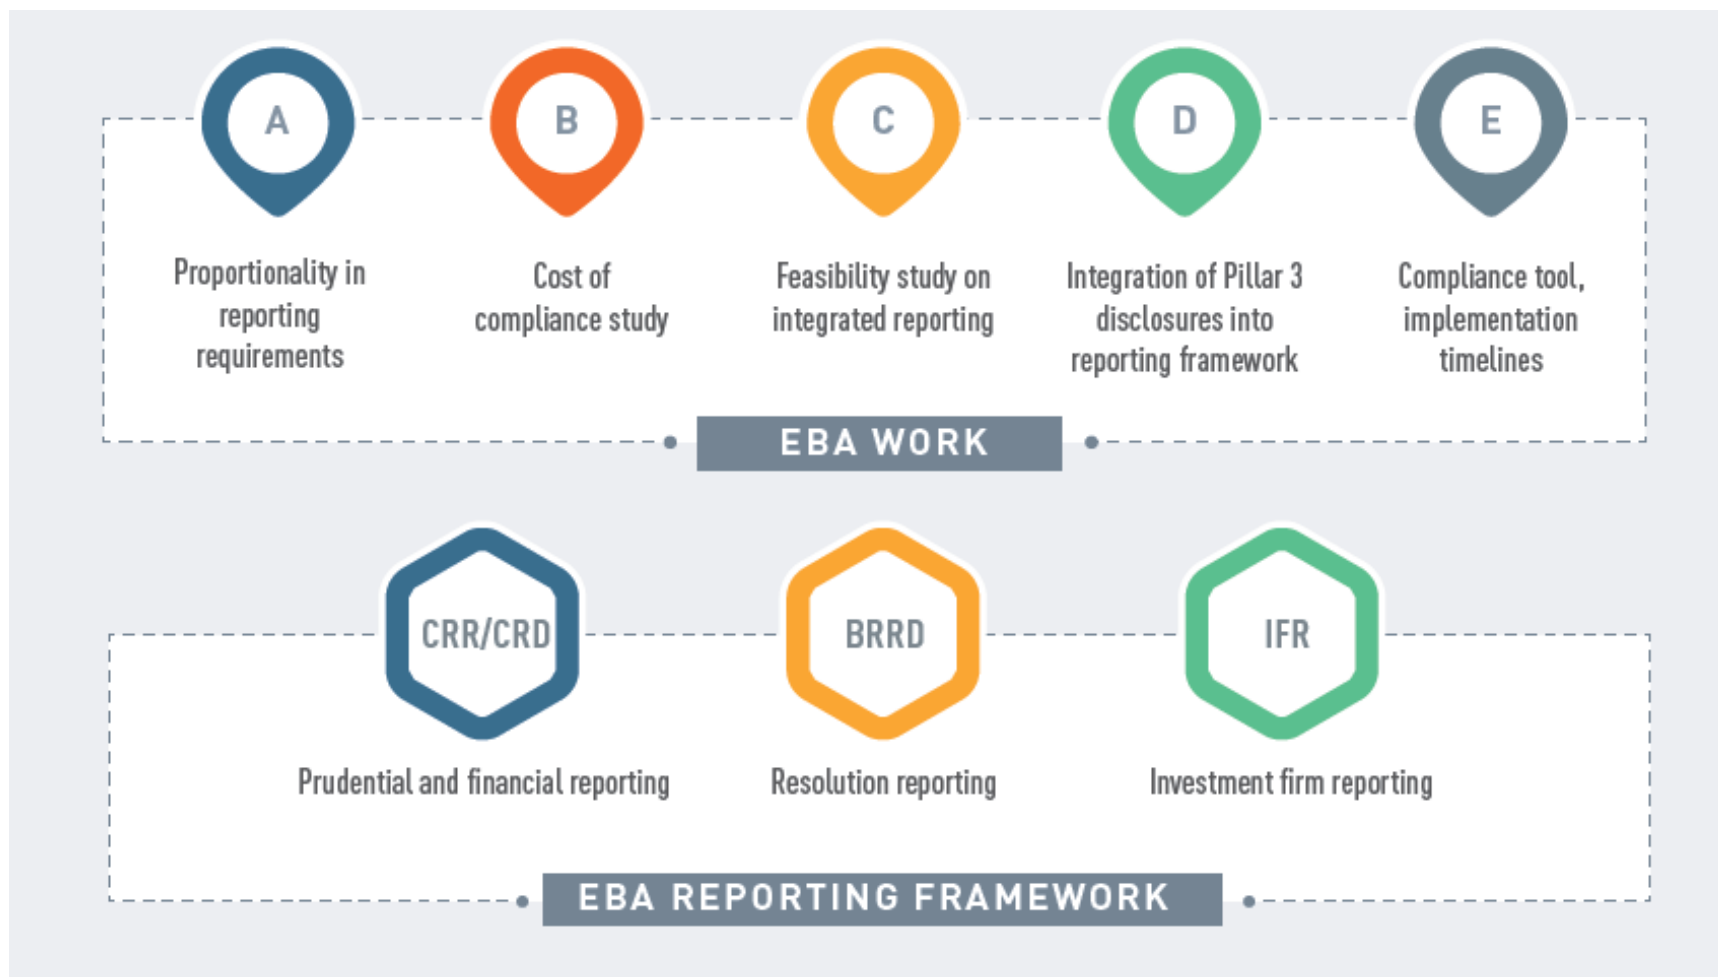 A
B
C
D
E
Proportionality in
reporting
requirements
Cost of
compliance study
Feasibility study on
integrated reporting
Integration of Pillar 3
disclosures into
reporting framework
Compliance tool,
implementation
timelines
EBA WORK
CRR/CRD
BRRD
IFR
Prudential and financial reporting
Resolution reporting
Investment firm reporting
EBA REPORTING FRAMEWORK